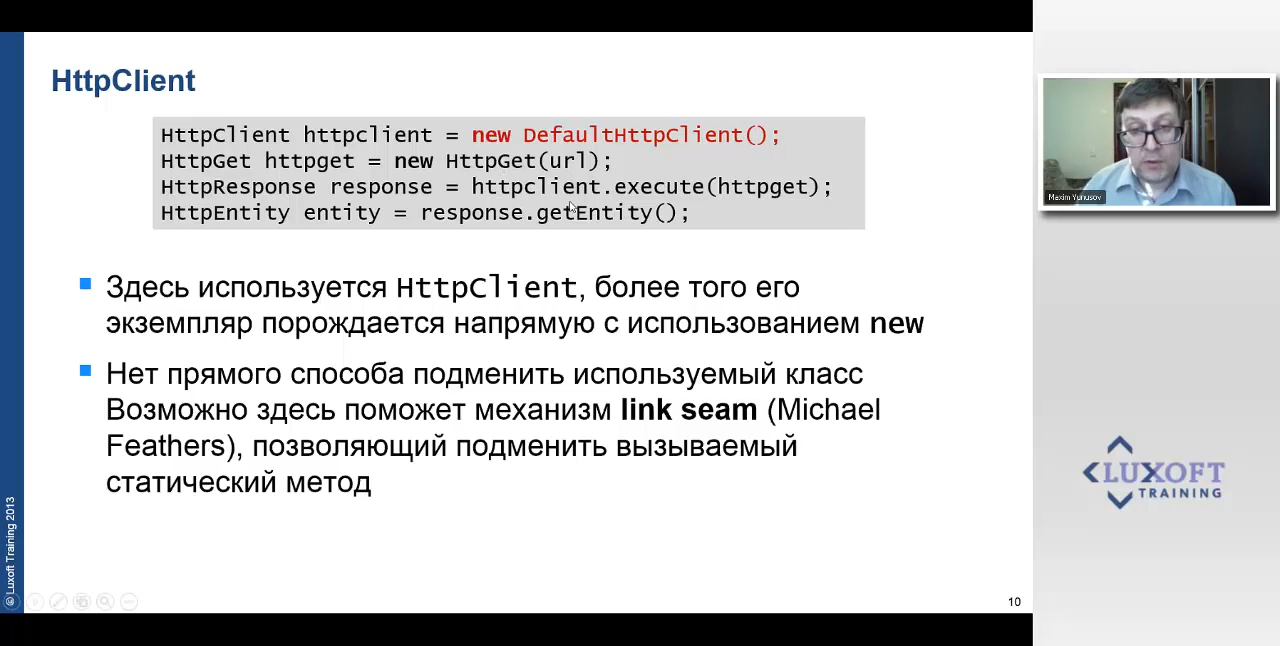 HttpClient
HttpClient httpclient = new DefaultHttpClient();
HttpGet httpget = new HttpGet(url);
HttpResponse response = httpclient.execute(httpget);
HttpEntity entity = response.getEntity();
Здесь используется HttpClient, более того его
экземпляр порождается напрямую с использованием new
Нет прямого способа подменить используемый класс
Возможно здесь поможет механизм link seam (Michael
Feathers), позволяющий подменить вызываемый
статический метод
© Luxoft Training 2013
10
Maxim Yunusov
LUXOFT
TRAINING